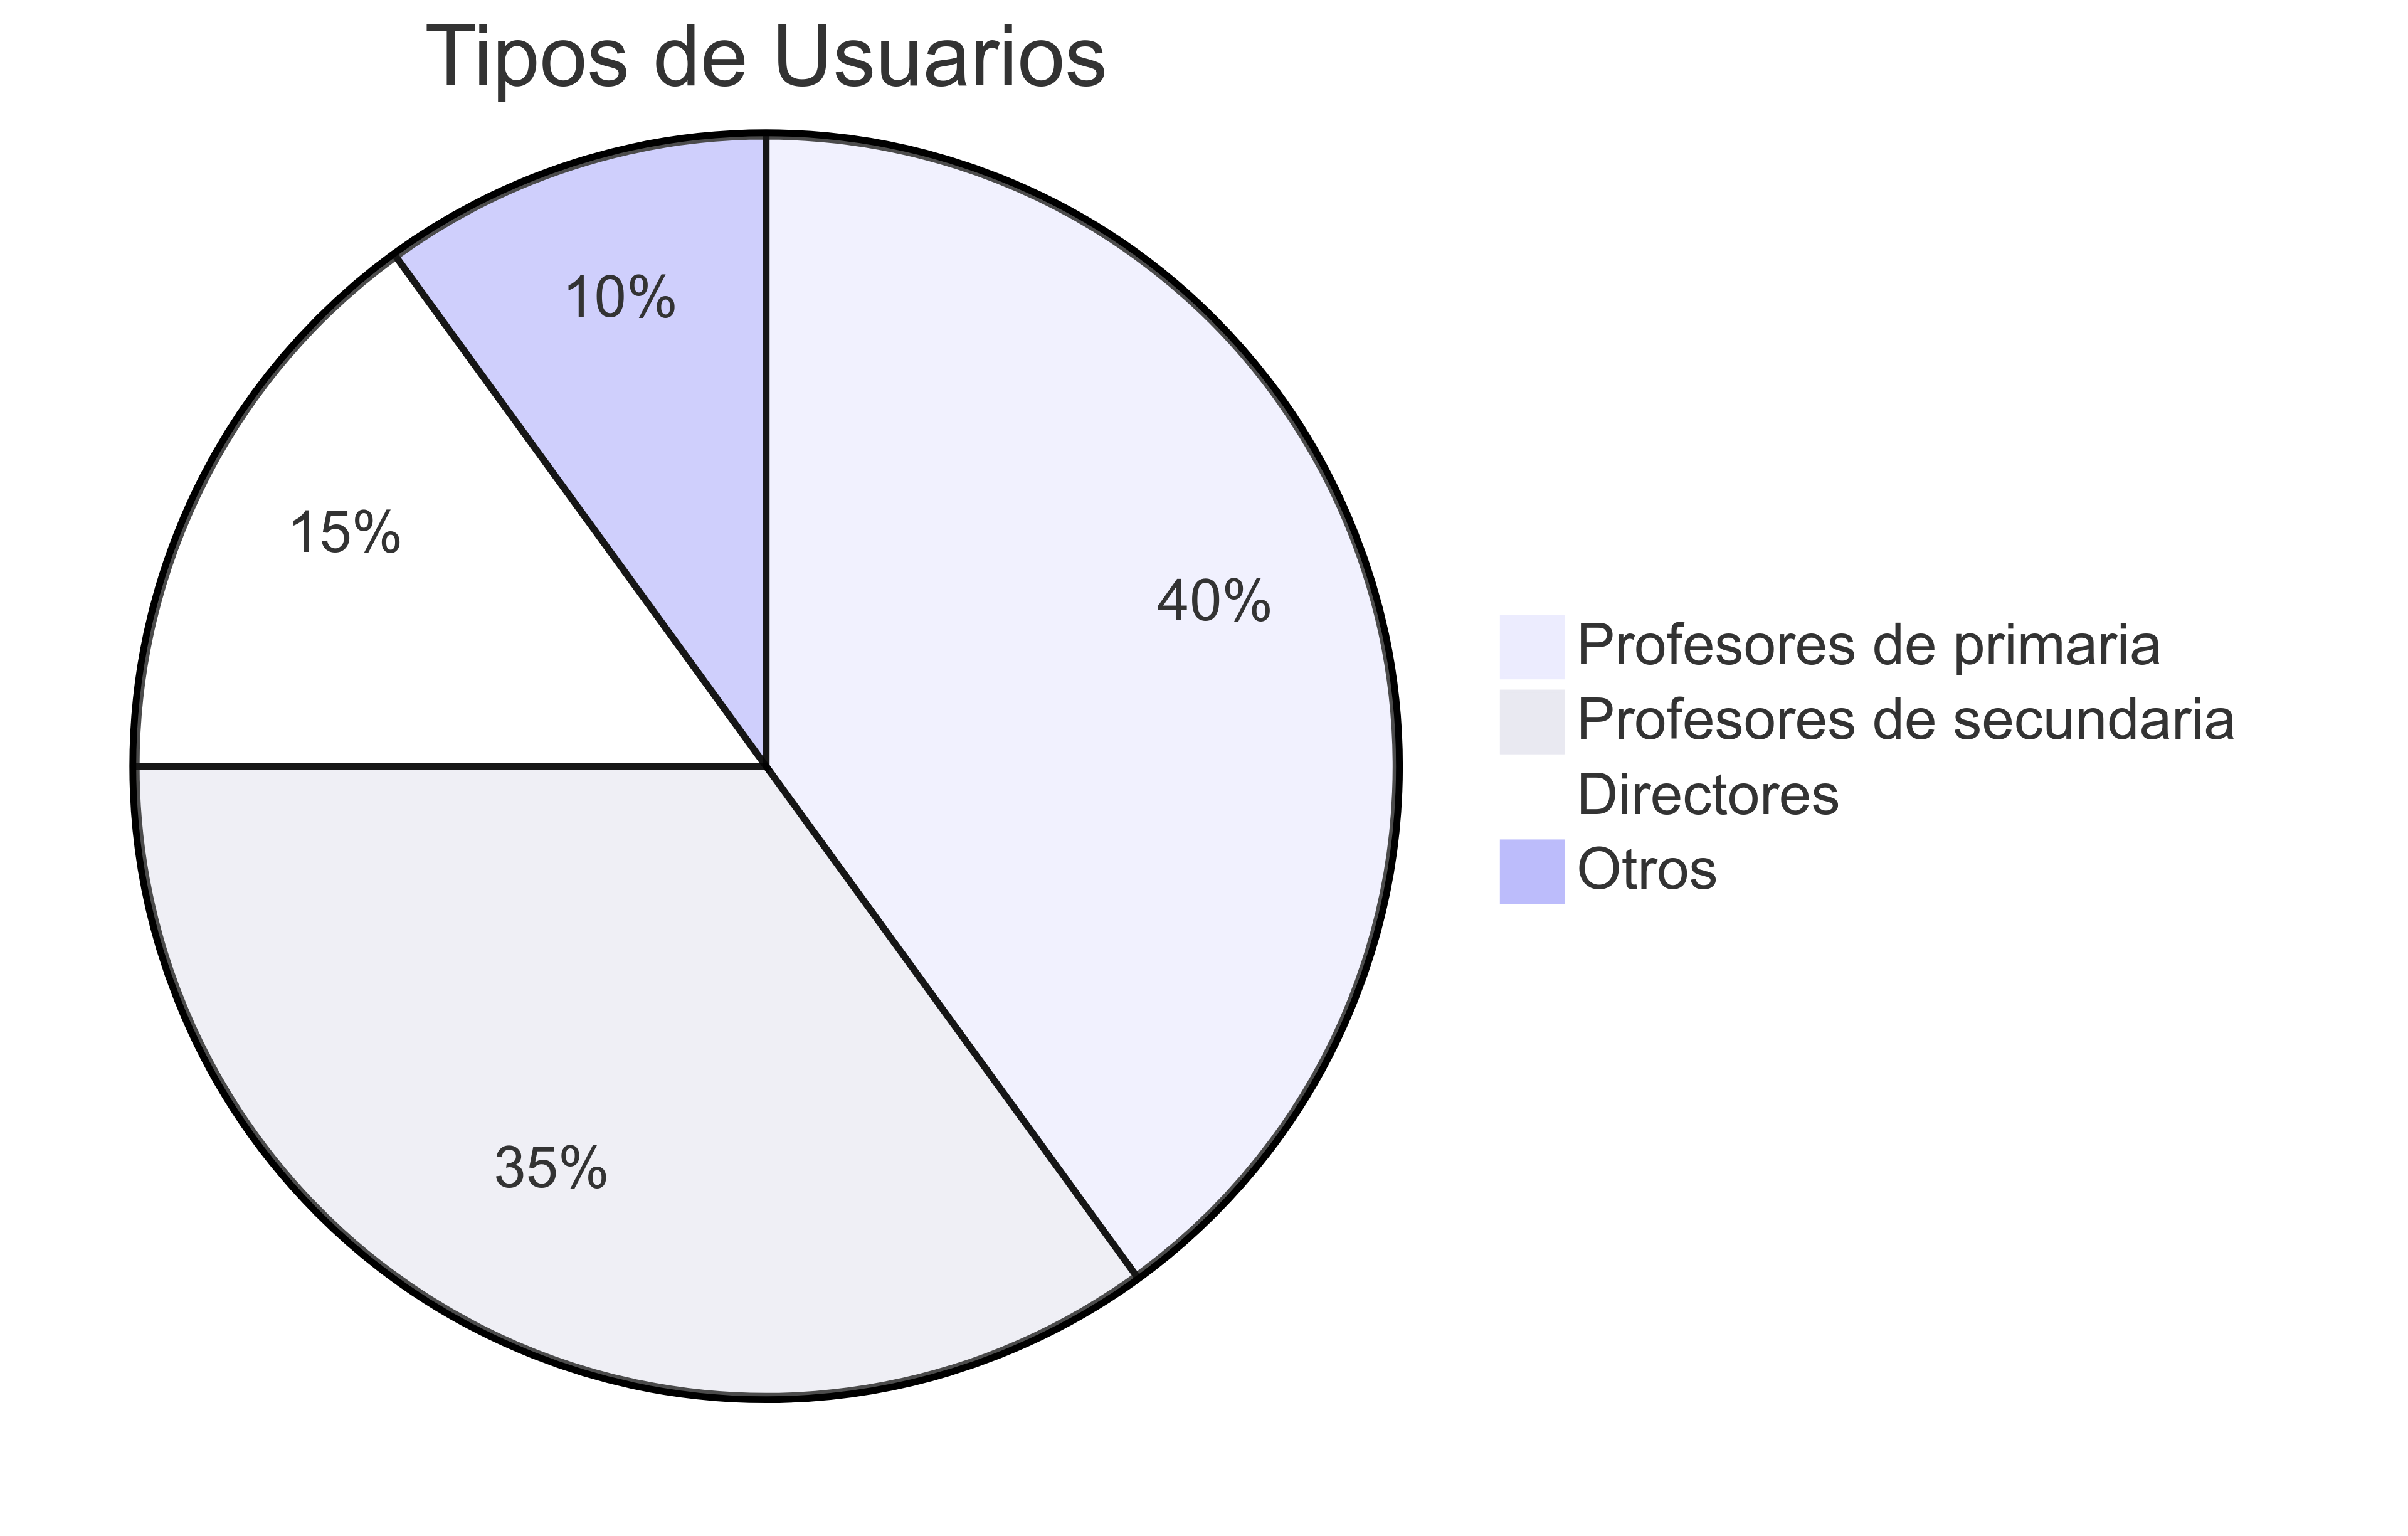 Tipos de Usuarios
10%
15%
40%
35%
Profesores de primaria
Profesores de secundaria
Directores
Otros